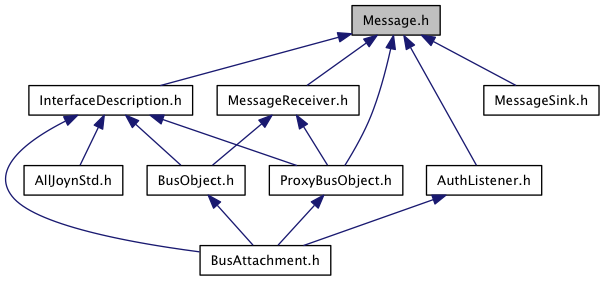 Message.h
InterfaceDescription.h
MessageReceiver.h
MessageSink.h
AllJoynStd.h
BusObject.h
ProxyBusObject.h
AuthListener.h
BusAttachment.h